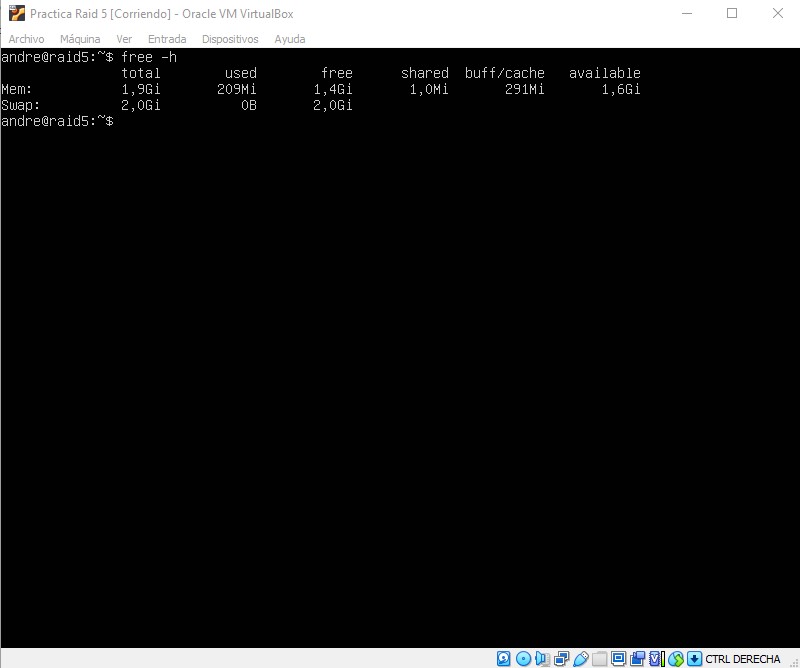 Practica Raid 5 [Corriendo] - Oracle VM VirtualBox
Archivo Máquina Ver Entrada Dispositivos Ayuda
andre@raid5:~$ free -h
total used free shared buff/cache available
Mem: 1,9Gi 209Mi 1,4Gi 1,0Mi 291Mi 1,6Gi
Swap: 2,0Gi 0B 2,0Gi
andre@raid5:~$
CTRL DERECHA